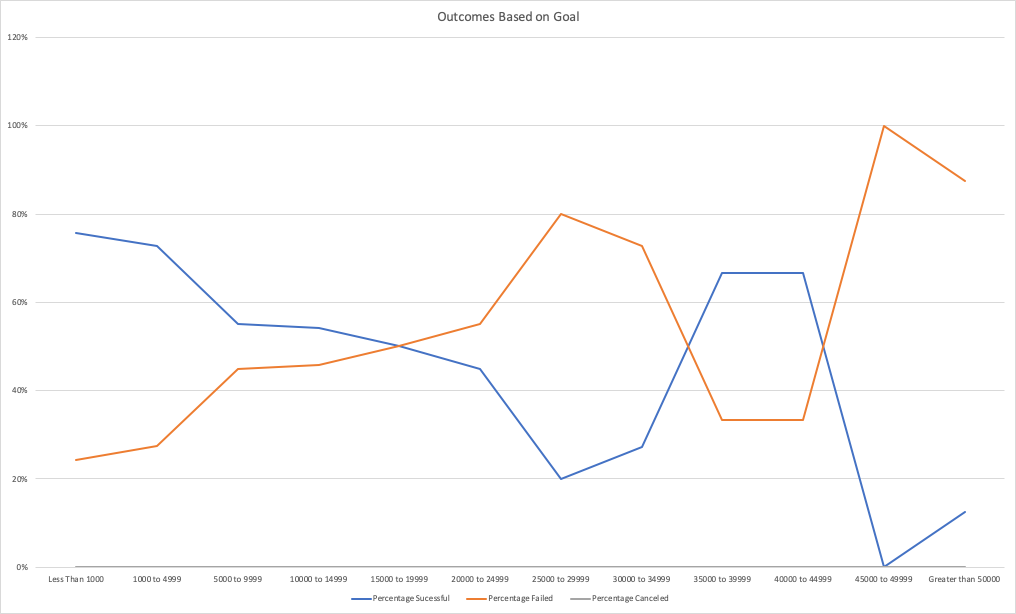 Outcomes Based on Goal
120%
100%
80%
60%
40%
20%
0%
Less Than 1000 1000 to 4999 5000 to 9999 10000 to 14999 15000 to 19999 20000 to 24999 25000 to 29999 30000 to 34999 35000 to 39999 40000 to 44999 45000 to 49999 Greater than 50000
Percentage Sucessful Percentage Failed Percentage Canceled